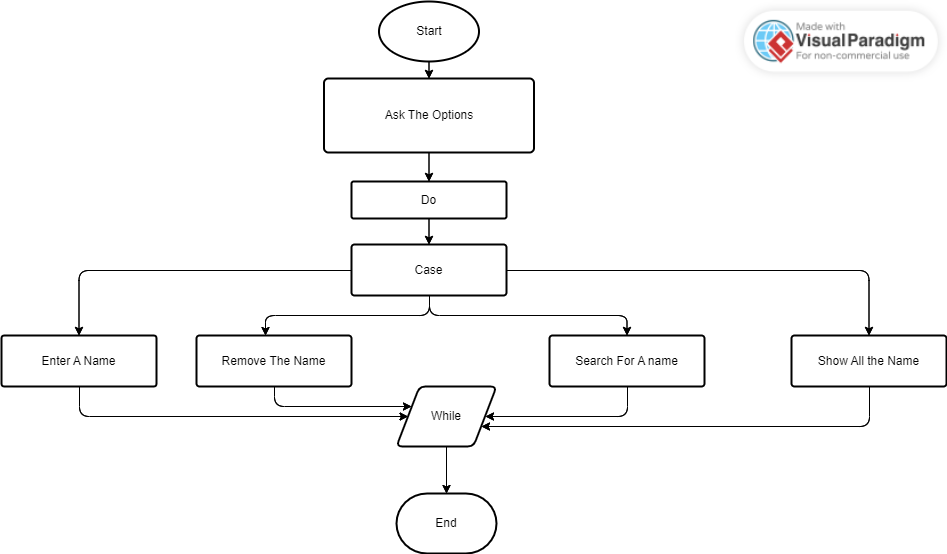 Start
Made with
Visual Paradigm
For non-commercial use
Ask The Options
Do
Case
Enter A Name
Remove The Name
Search For A name
Show All the Name
While
End